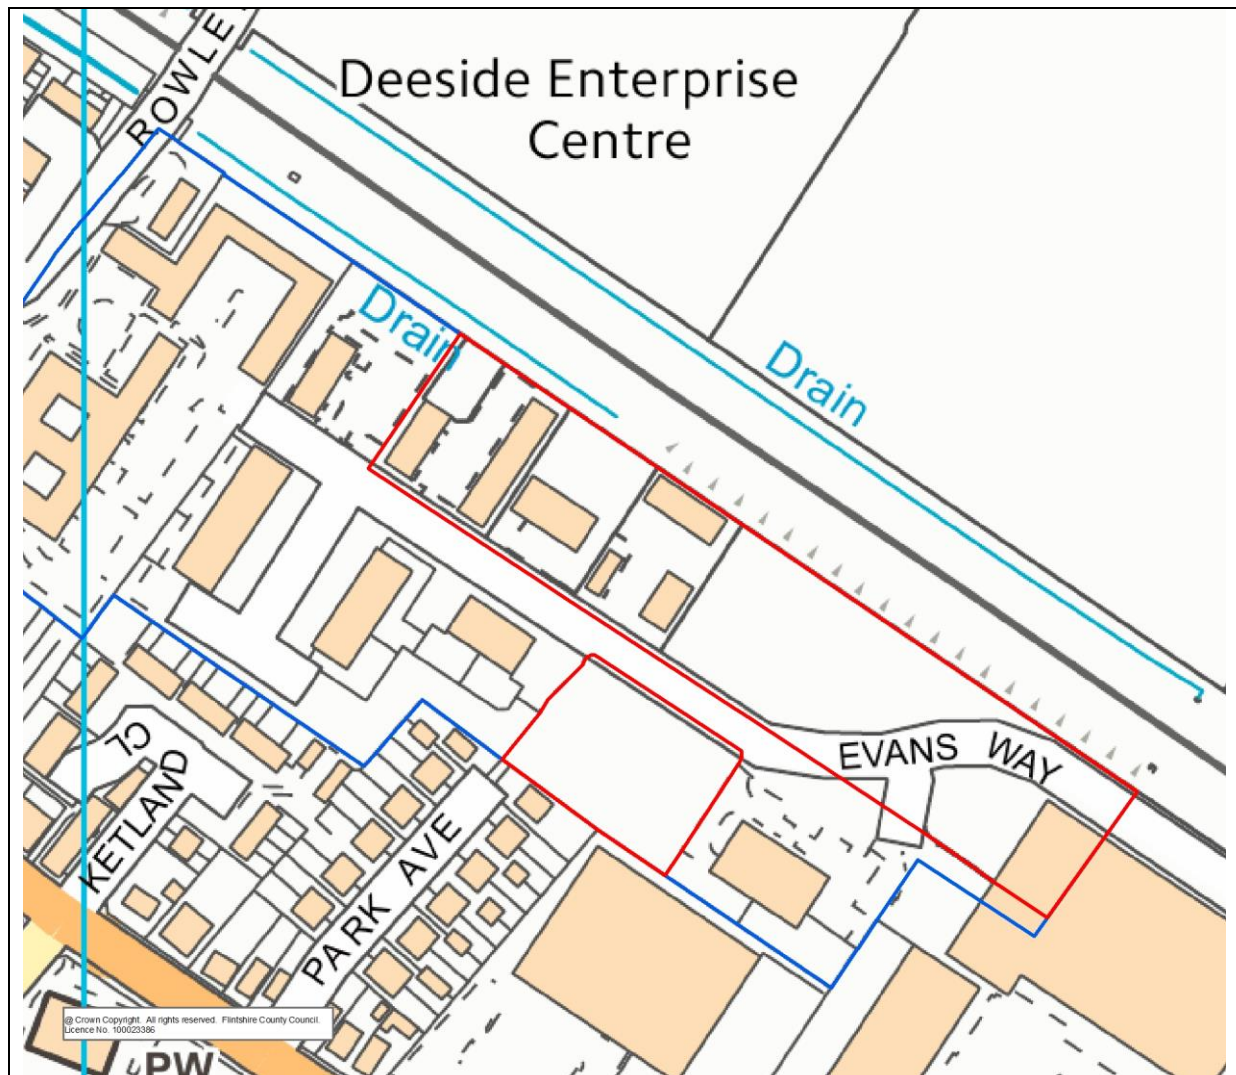 Deeside Enterprise
Centre
ROWLE
Drain
Drain
EVANS WAY
KETLAND
CL
PARK AVE
@ Crown Copyright. All rights reserved. Flintshire County Council.
Licence No. 100023386
PW